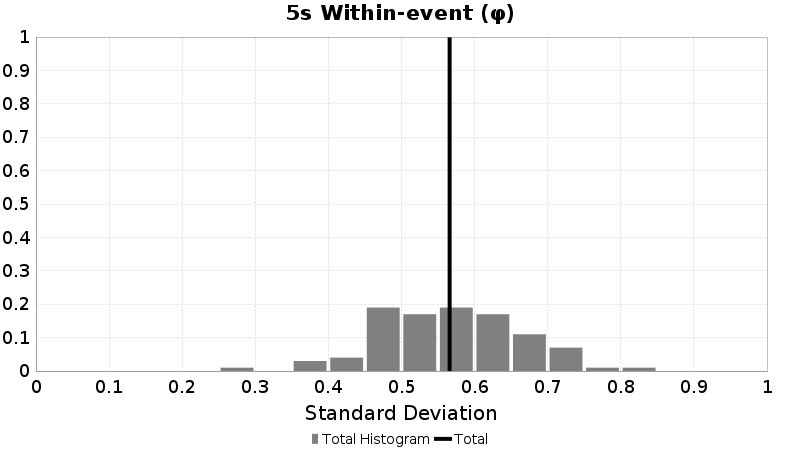 5s Within-event (φ)
1
0.9
0.8
0.7
0.6
0.5
0.4
0.3
0.2
0.1
0
0 0.1 0.2 0.3 0.4 0.5 0.6 0.7 0.8 0.9 1
Standard Deviation
Total Histogram Total